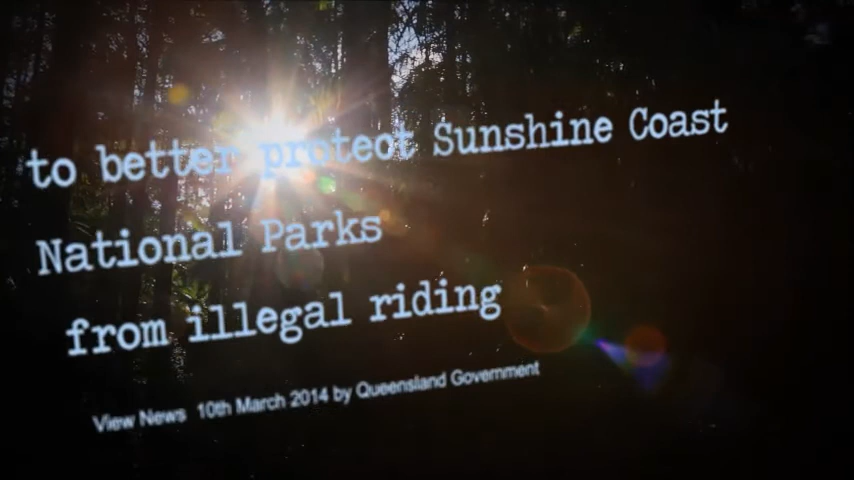 to better protect Sunshine Coast
National Parks
from illegal riding
View News 10th March 2014 by Queensland Government